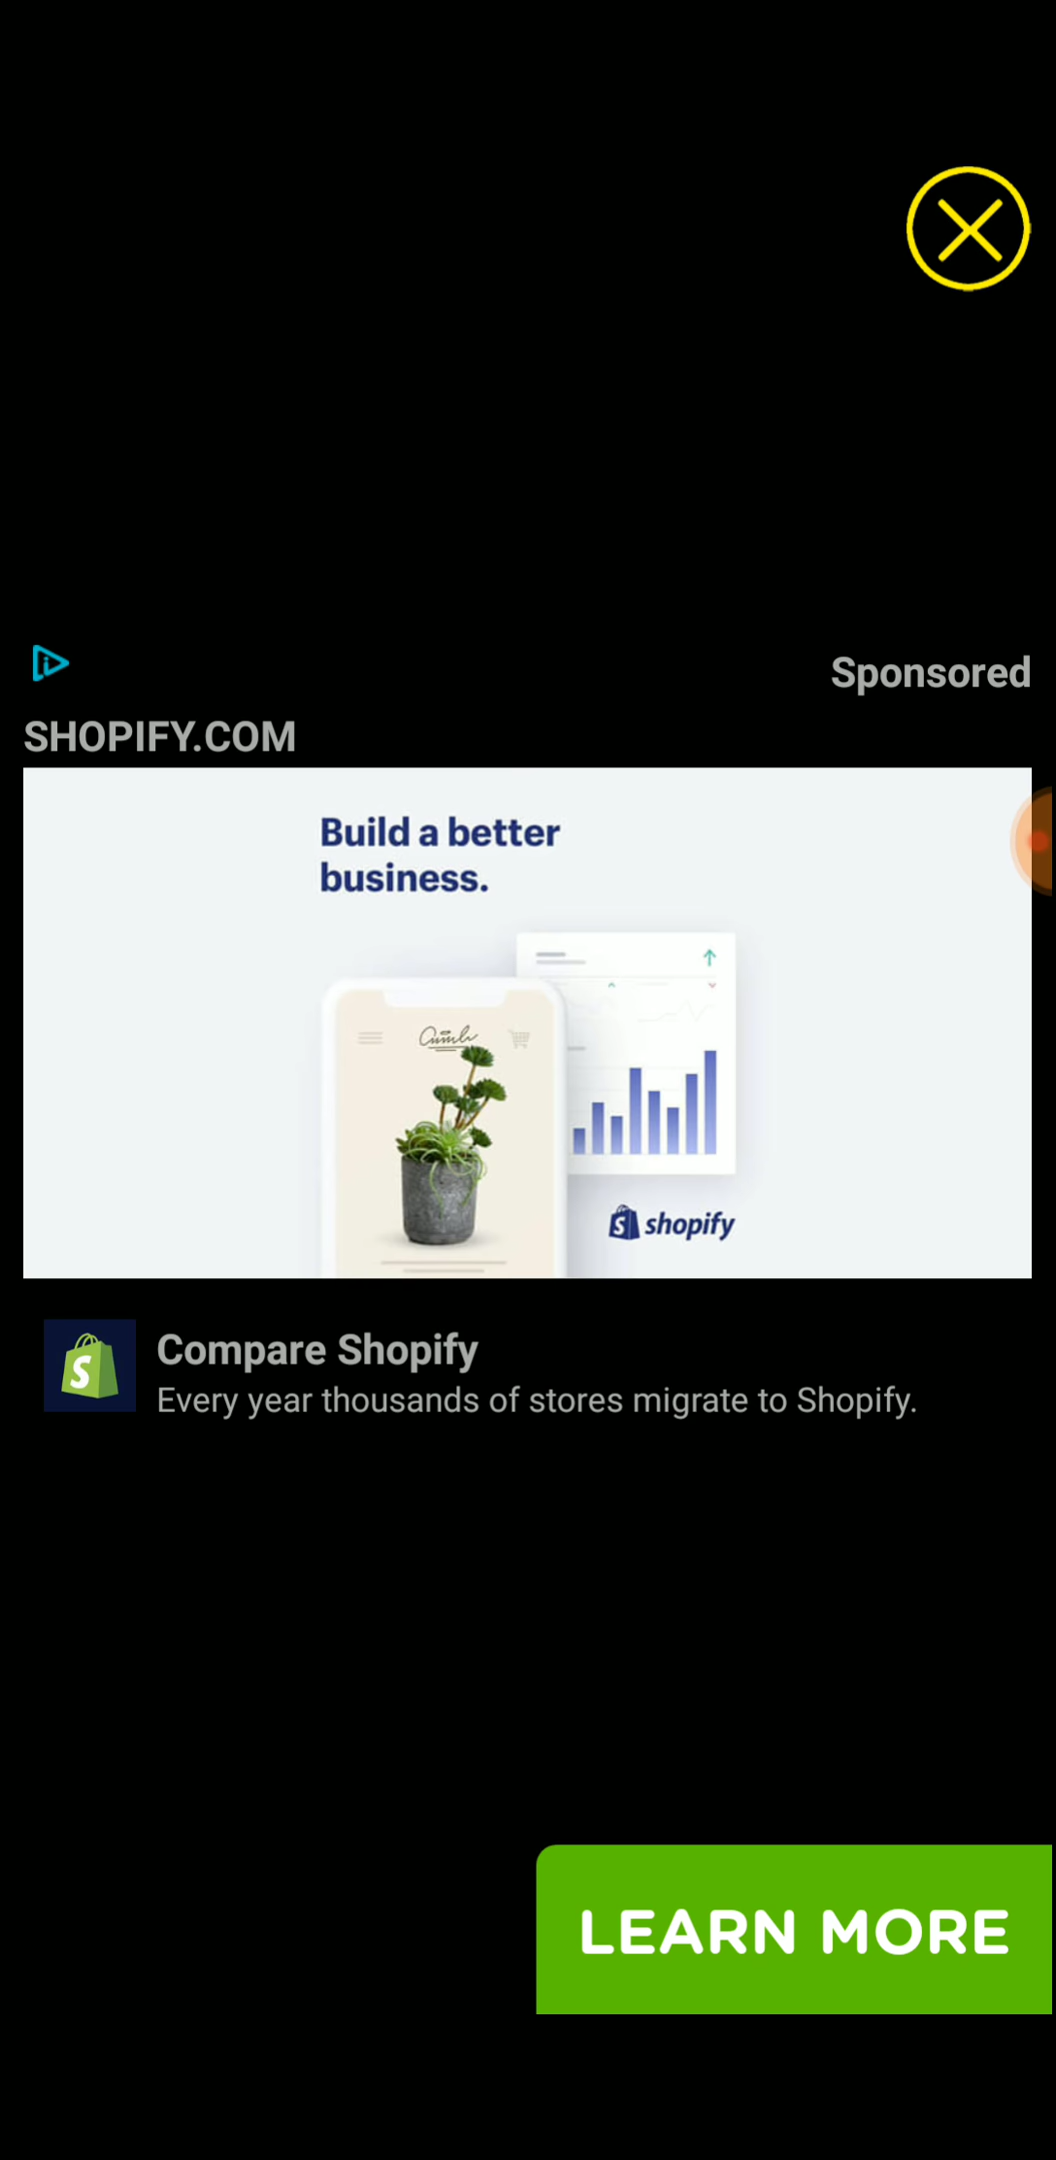 Sponsored
SHOPIFY.COM
Build a better
business.
shopify
Compare Shopify
Every year thousands of stores migrate to Shopify.
LEARN MORE